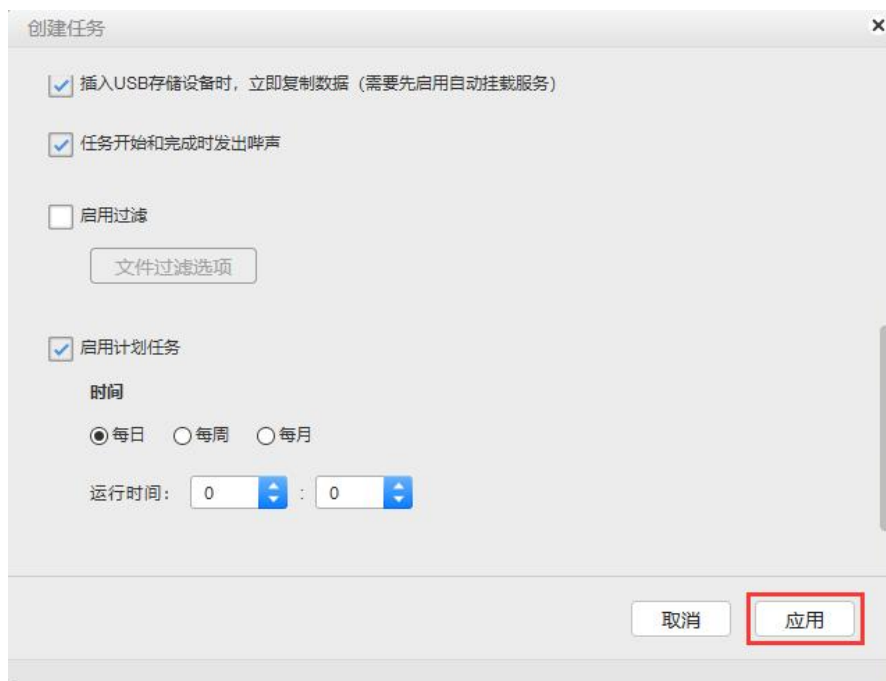 创建任务
插入USB存储设备时，立即复制数据（需要先启用自动挂载服务）
任务开始和完成时发出哔声
启用过滤
文件过滤选项
启用计划任务
时间
每日 每周 每月
运行时间： 0 : 0
取消 应用